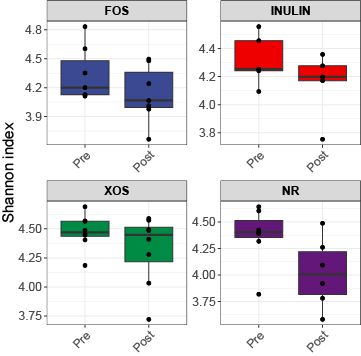 FOS
INULIN
4.8
4.5
4.2
3.9
4.4
4.2
4.0
3.8
Pre
Post
Pre
Post
Shannon index
XOS
NR
4.50
4.25
4.00
3.75
4.50
4.25
4.00
3.75
Pre
Post
Pre
Post